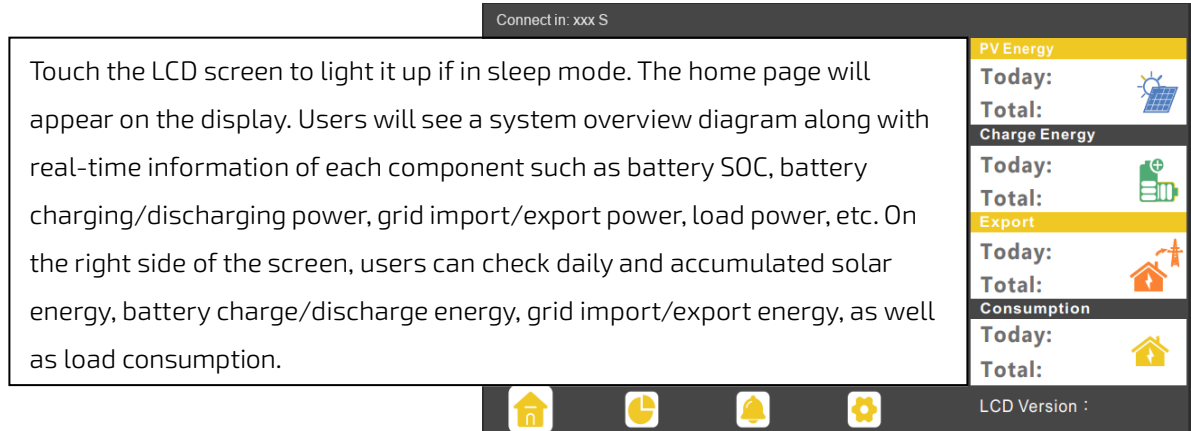 Connect in: xxx S
Touch the LCD screen to light it up if in sleep mode. The home page will
appear on the display. Users will see a system overview diagram along with
real-time information of each component such as battery SOC, battery
charging/discharging power, grid import/export power, load power, etc. On
the right side of the screen, users can check daily and accumulated solar
energy, battery charge/discharge energy, grid import/export energy, as well
as load consumption.
PV Energy
Today:
Total:
Charge Energy
Today:
Total:
Export
Today:
Total:
Consumption
Today:
Total:
LCD Version :